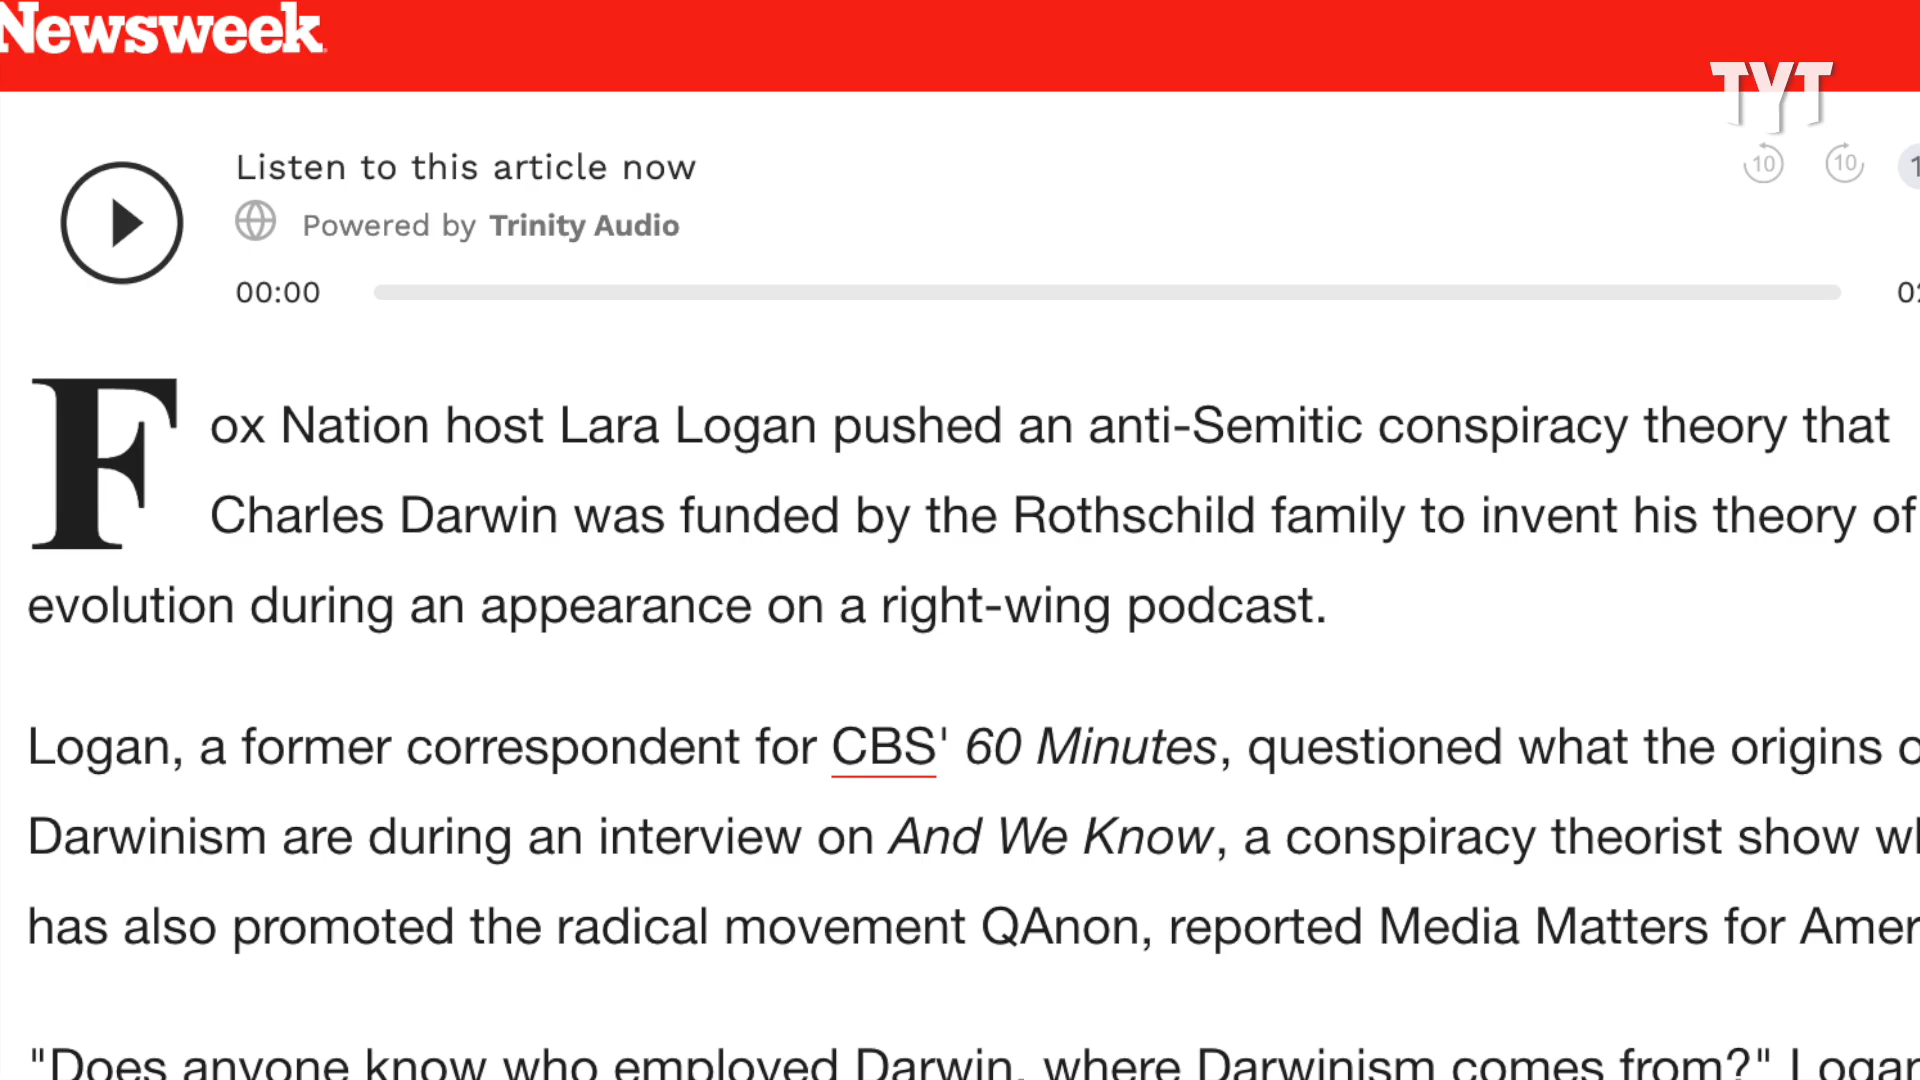 Newsweek
TYT
Listen to this article now
10 10 1
Powered by Trinity Audio
00:00
Fox Nation host Lara Logan pushed an anti-Semitic conspiracy theory that
Charles Darwin was funded by the Rothschild family to invent his theory of
evolution during an appearance on a right-wing podcast.
Logan, a former correspondent for CBS' 60 Minutes, questioned what the origins
Darwinism are during an interview on And We Know, a conspiracy theorist show
has also promoted the radical movement QAnon, reported Media Matters for
"Does anyone know who employed Darwin, where Darwinism comes from?" Logan